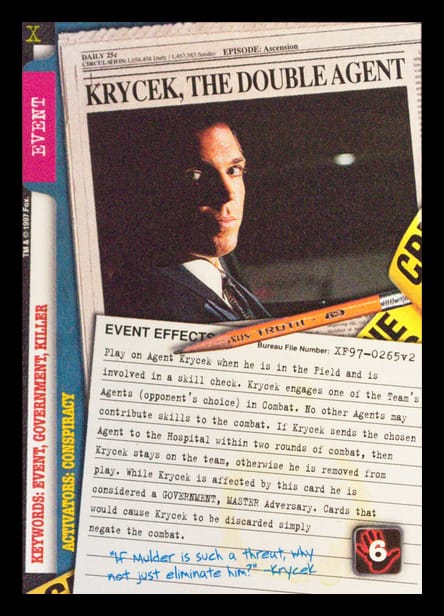 X
DAILY 25¢ EPISODE: Ascension
KRYCEK, THE DOUBLE AGENT
EVENT
TM & © 1997 Fox.
KEYWORDS: EVENT, GOVERNMENT, KILLER
ACTIVATORS: CONSPIRACY
TRUTH
EVENT EFFECTS
Bureau File Number: XF97-0265v2
Play on Agent Krycek when he is in the Field and is
involved in a skill check. Krycek engages one of the Team's
Agents (opponent's choice) in Combat. No other Agents may
contribute skills to the combat. If Krycek sends the chosen
Agent to the Hospital within two rounds of combat, then
Krycek stays on the team, otherwise he is removed from
play. While Krycek is affected by this card he is
considered a GOVERNMENT, MASTER Adversary. Cards that
would cause Krycek to be discarded simply
negate the combat.
"If Mulder is such a threat, why
not just eliminate him?" -Krycek
6